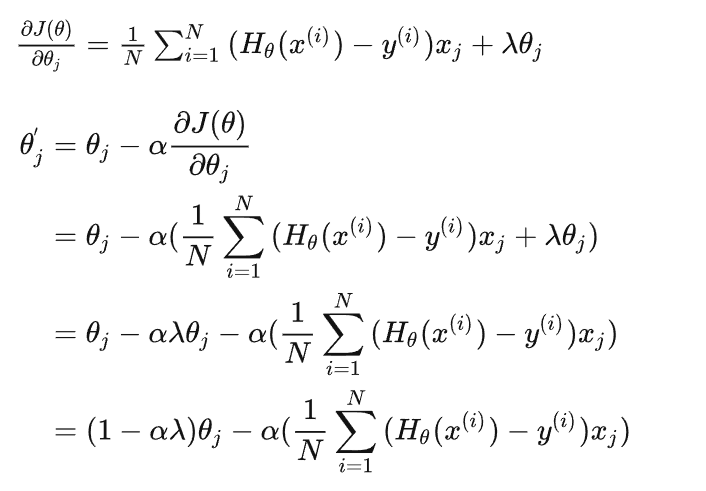 ∂J(θ)/∂θ_j = 1/N ∑_{i=1}^{N} (H_θ(x^{(i)}) − y^{(i)})x_j + λθ_j
θ'_j = θ_j − α ∂J(θ)/∂θ_j
= θ_j − α(1/N ∑_{i=1}^{N} (H_θ(x^{(i)}) − y^{(i)})x_j + λθ_j)
= θ_j − αλθ_j − α(1/N ∑_{i=1}^{N} (H_θ(x^{(i)}) − y^{(i)})x_j)
= (1 − αλ)θ_j − α(1/N ∑_{i=1}^{N} (H_θ(x^{(i)}) − y^{(i)})x_j)